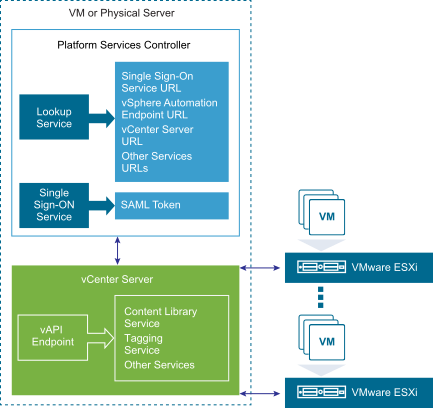 VM or Physical Server
Platform Services Controller
Lookup
Service
Single Sign-On
Service URL
vSphere Automation
Endpoint URL
vCenter Server
URL
Other Services
URLs
Single
Sign-ON
Service
SAML Token
vCenter Server
vAPI
Endpoint
Content Library
Service
Tagging
Service
Other Services
VM
VMware ESXi
VM
VMware ESXi